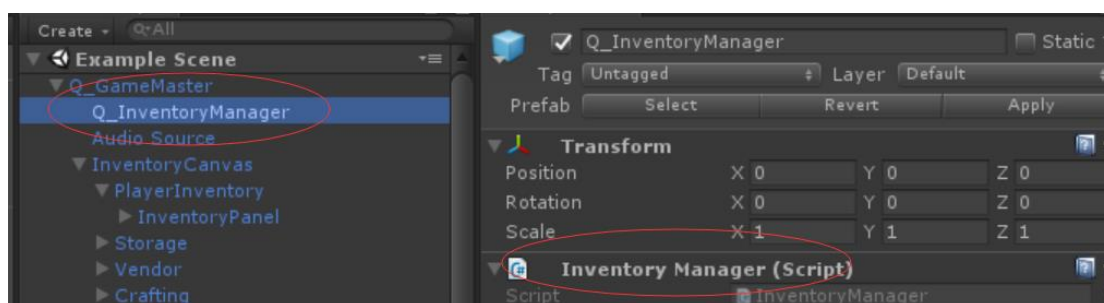 Create
All
Example Scene
Q_GameMaster
Q_InventoryManager
Audio Source
InventoryCanvas
PlayerInventory
InventoryPanel
Storage
Vendor
Crafting
Q_InventoryManager Static
Tag Untagged Layer Default
Prefab Select Revert Apply
Transform
Position X 0 Y 0 Z 0
Rotation X 0 Y 0 Z 0
Scale X 1 Y 1 Z 1
Inventory Manager (Script)
Script InventoryManager